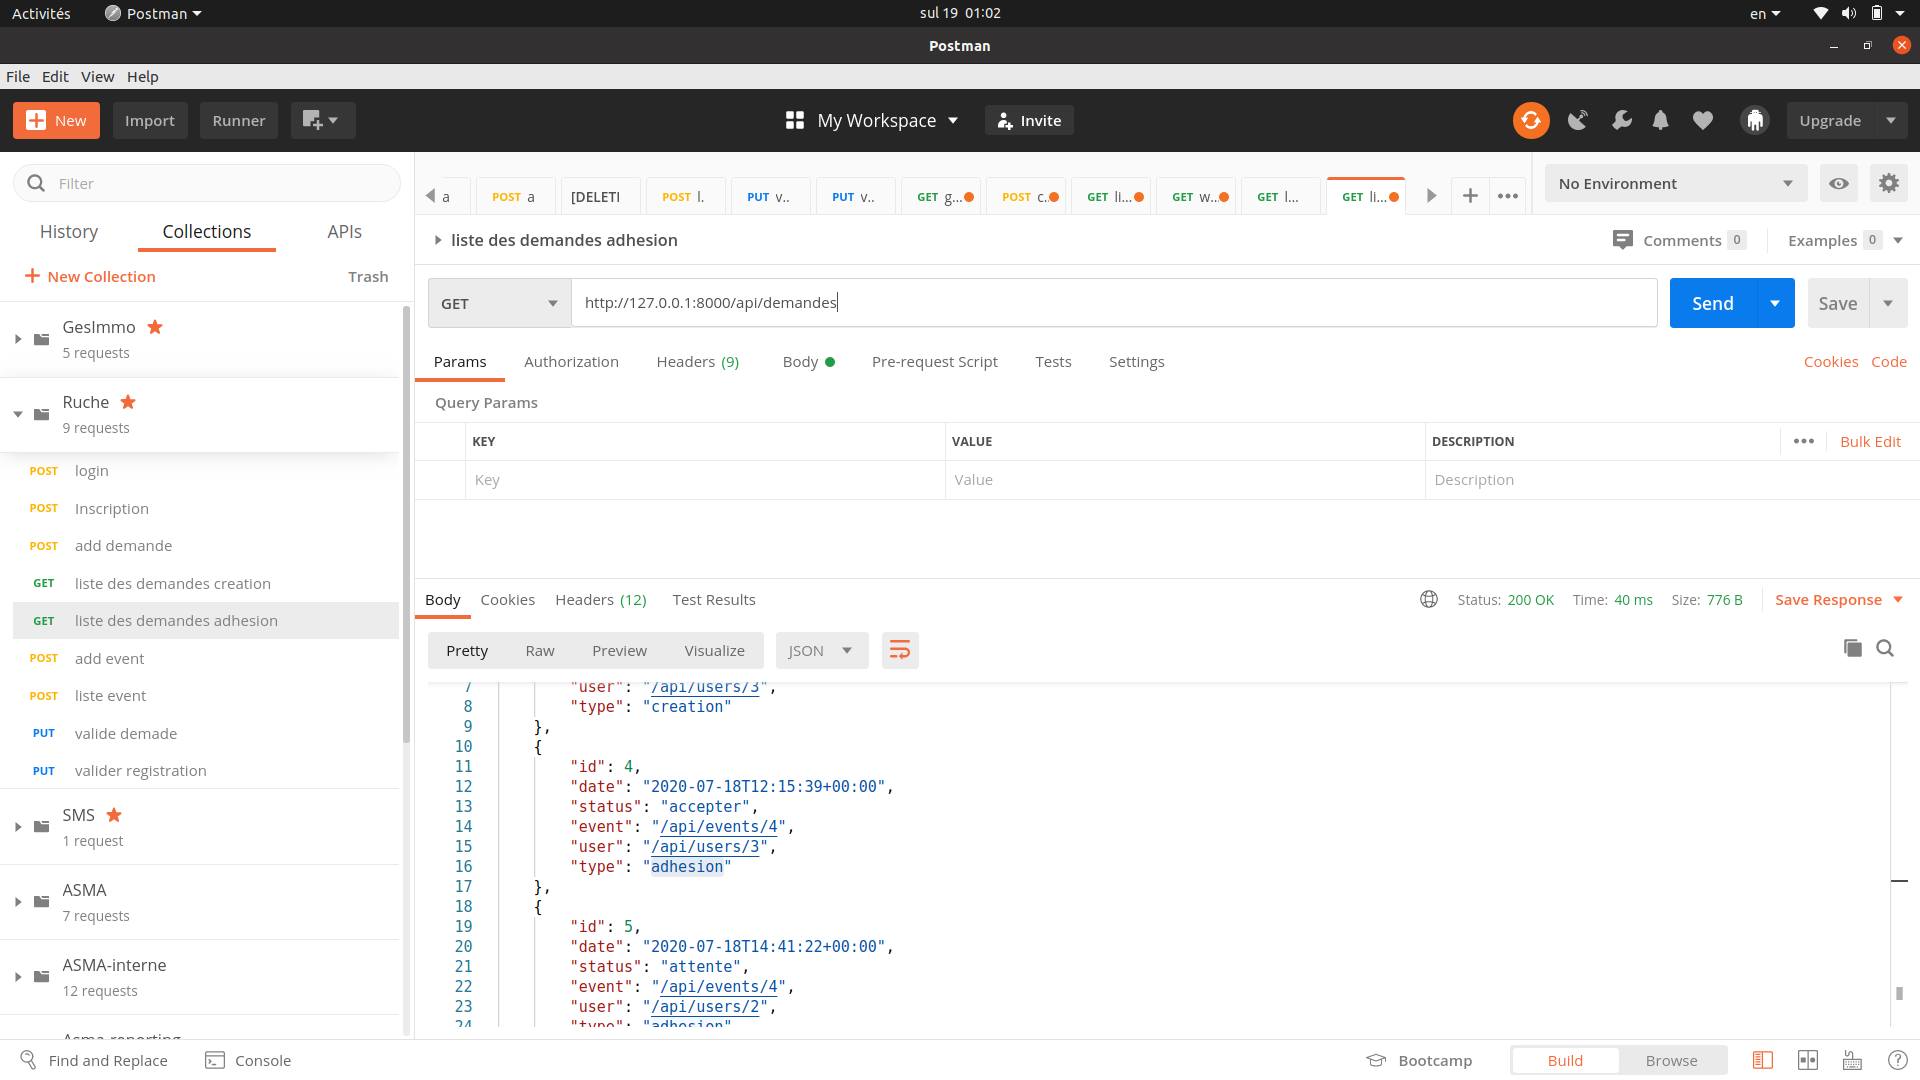 Activités
Postman
sul 19 01:02
en
Postman
File Edit View Help
New
Import
Runner
My Workspace
Invite
Upgrade
Filter
History
Collections
APIs
New Collection
Trash
GesImmo
5 requests
Ruche
9 requests
POST login
POST Inscription
POST add demande
GET liste des demandes creation
GET liste des demandes adhesion
POST add event
POST liste event
PUT valide demade
PUT valider registration
SMS
1 request
ASMA
7 requests
ASMA-interne
12 requests
Asma-reporting
a
POST a
[DELETI
POST l.
PUT v..
PUT v..
GET g...
POST c..
GET li...
GET w...
GET l...
GET li...
No Environment
liste des demandes adhesion
Comments 0
Examples 0
GET
http://127.0.0.1:8000/api/demandes
Send
Save
Params
Authorization
Headers (9)
Body
Pre-request Script
Tests
Settings
Cookies
Code
Query Params
KEY
VALUE
DESCRIPTION
Bulk Edit
Key
Value
Description
Body
Cookies
Headers (12)
Test Results
Status: 200 OK
Time: 40 ms
Size: 776 B
Save Response
Pretty
Raw
Preview
Visualize
JSON
7 "user": "/api/users/3",
8 "type": "creation"
9 },
10 {
11 "id": 4,
12 "date": "2020-07-18T12:15:39+00:00",
13 "status": "accepter",
14 "event": "/api/events/4",
15 "user": "/api/users/3",
16 "type": "adhesion"
17 },
18 {
19 "id": 5,
20 "date": "2020-07-18T14:41:22+00:00",
21 "status": "attente",
22 "event": "/api/events/4",
23 "user": "/api/users/2",
24 "type": "adhesion"
Find and Replace
Console
Bootcamp
Build
Browse